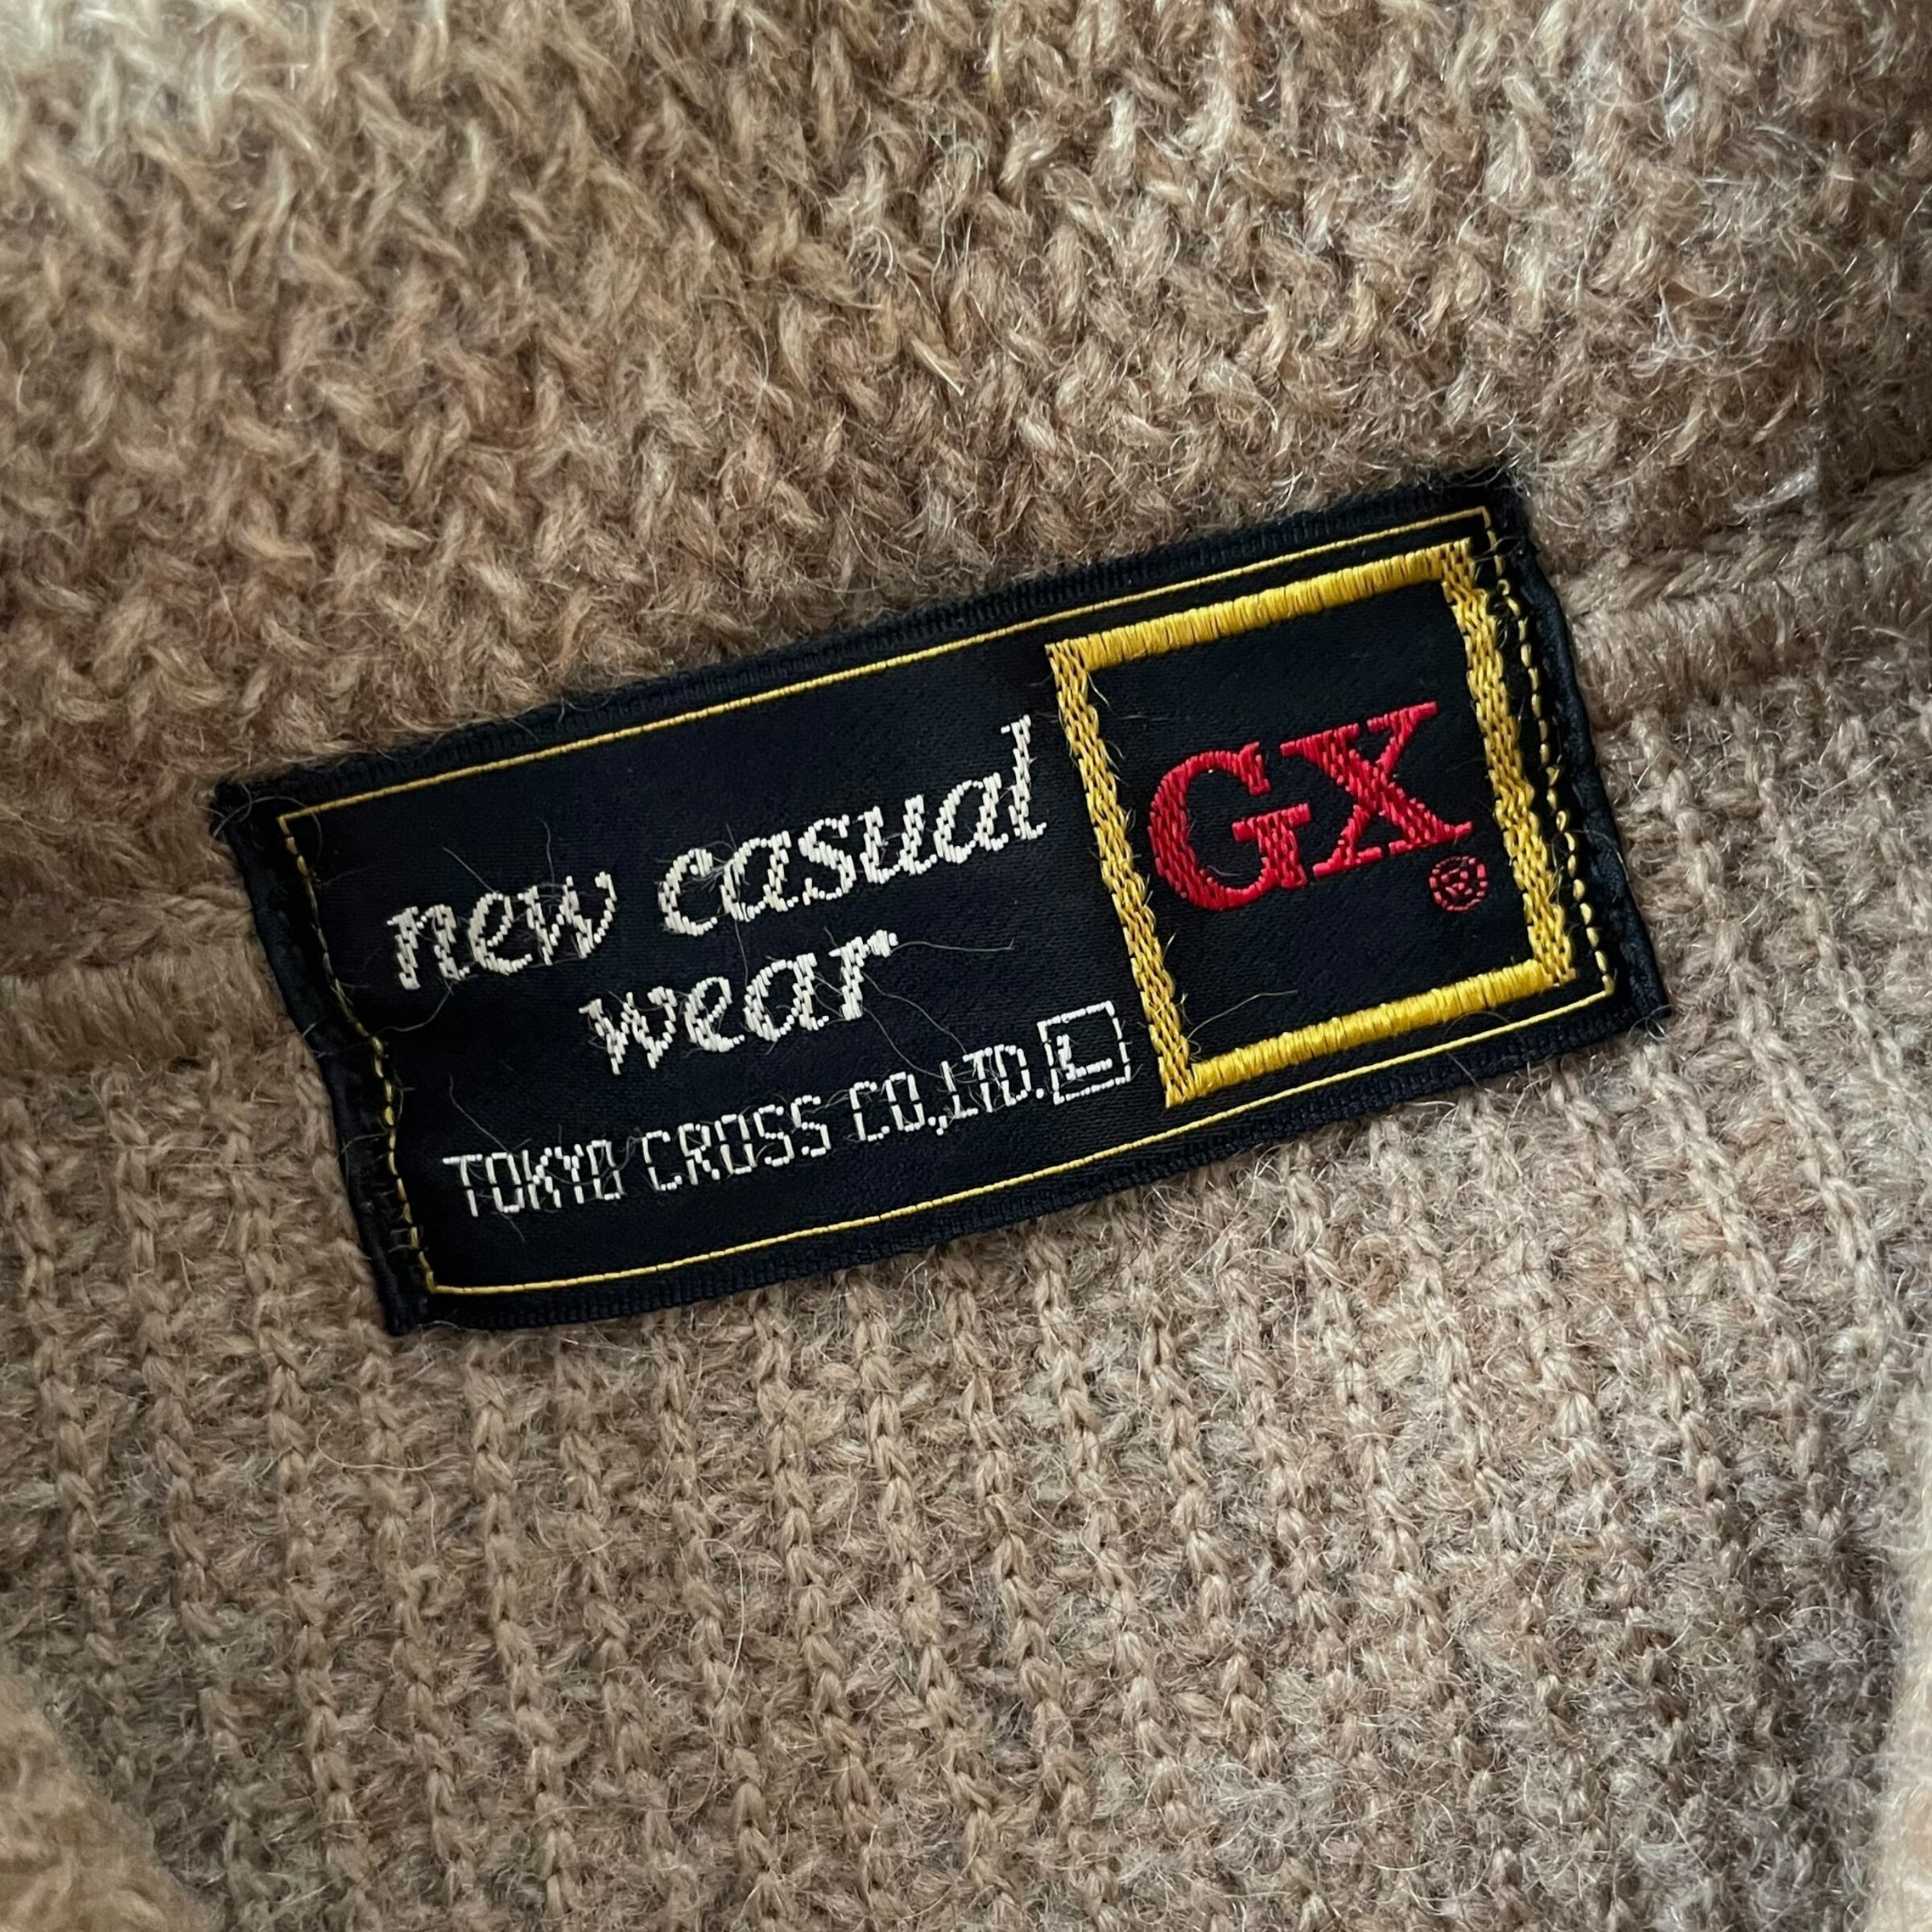 new casual
wear
TOKYO CROSS CO.,LTD. L
GX®